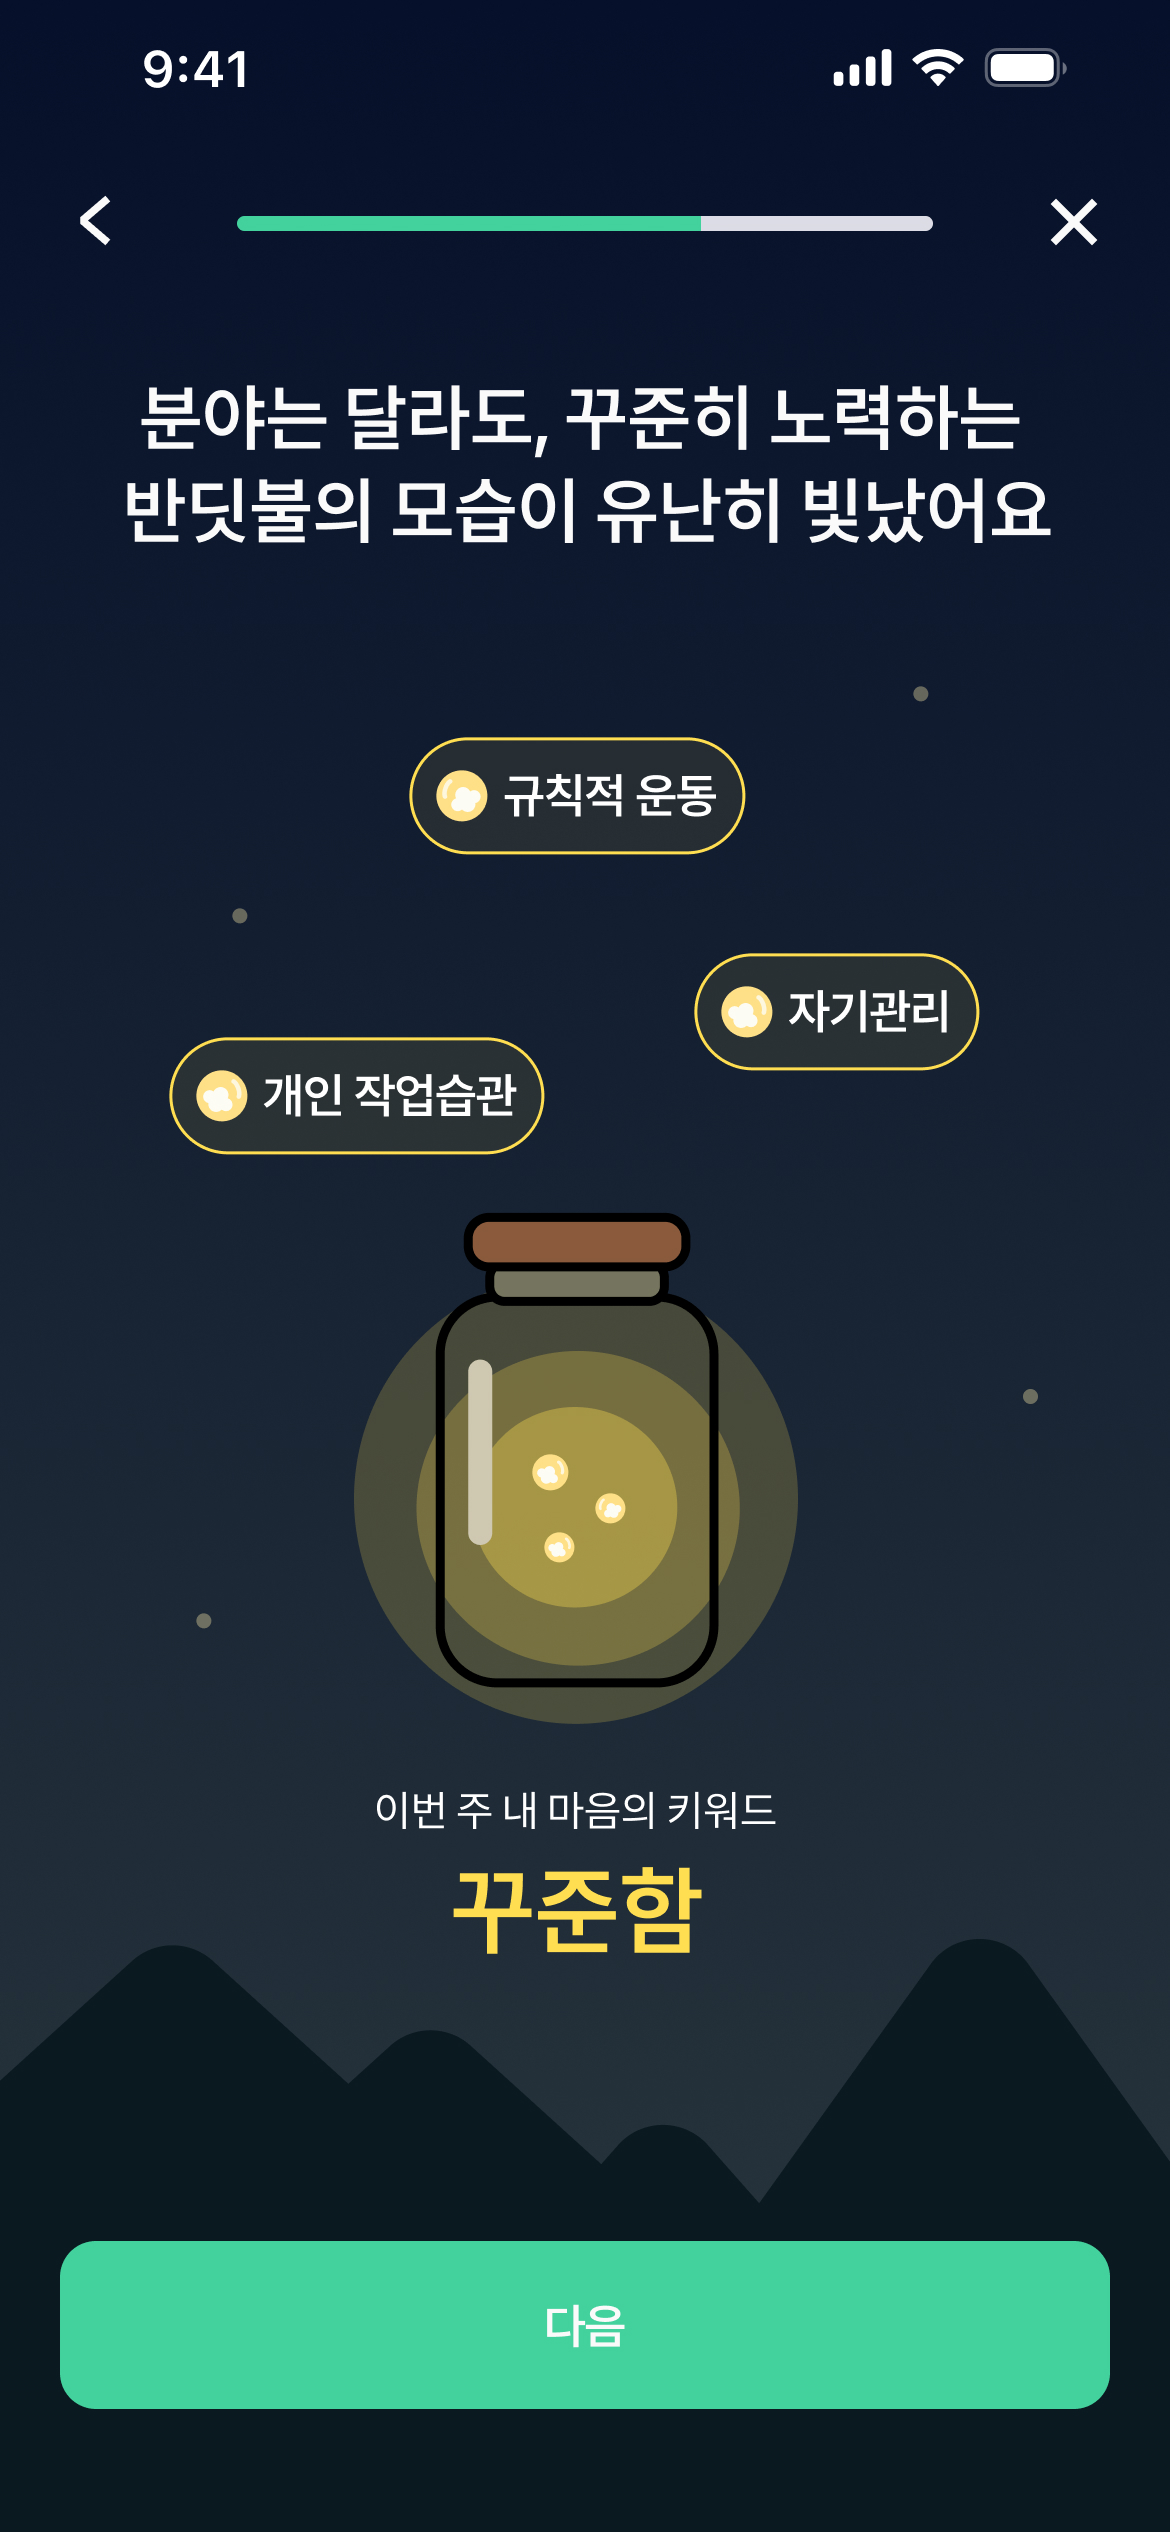 9:41
분야는 달라도, 꾸준히 노력하는
반딧불의 모습이 유난히 빛났어요
규칙적 운동
자기관리
개인 작업습관
이번 주 내 마음의 키워드
꾸준함
다음